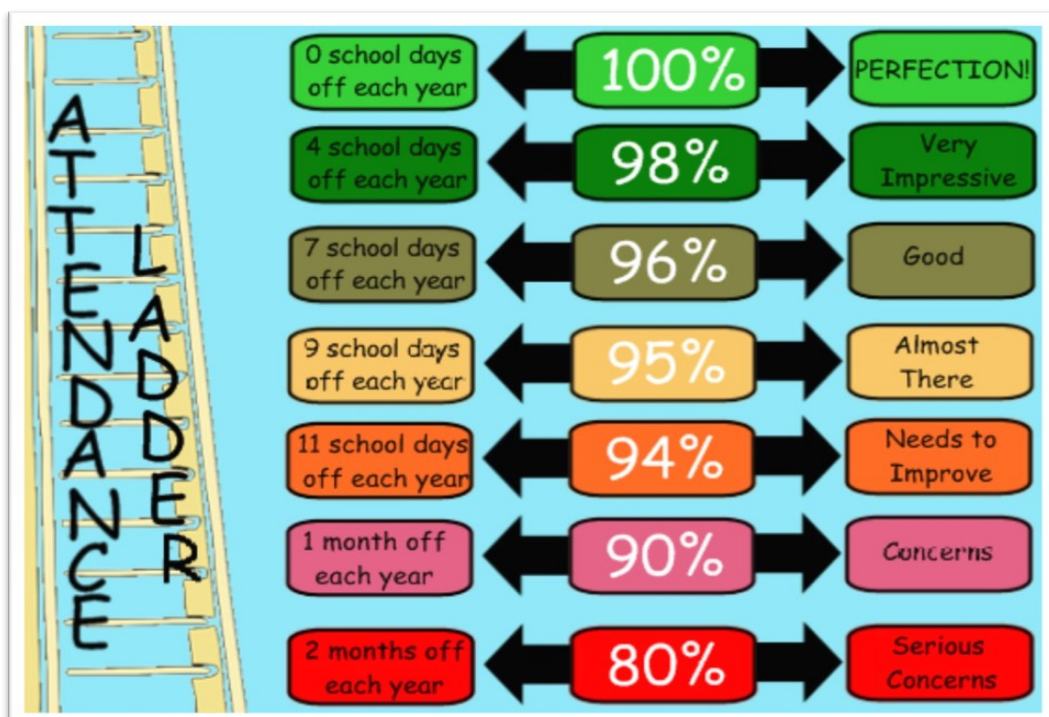 ATTENDANCE
LADDER
0 school days
off each year
100%
PERFECTION!
4 school days
off each year
98%
Very
Impressive
7 school days
off each year
96%
Good
9 school days
off each year
95%
Almost
There
11 school days
off each year
94%
Needs to
Improve
1 month off
each year
90%
Concerns
2 months off
each year
80%
Serious
Concerns